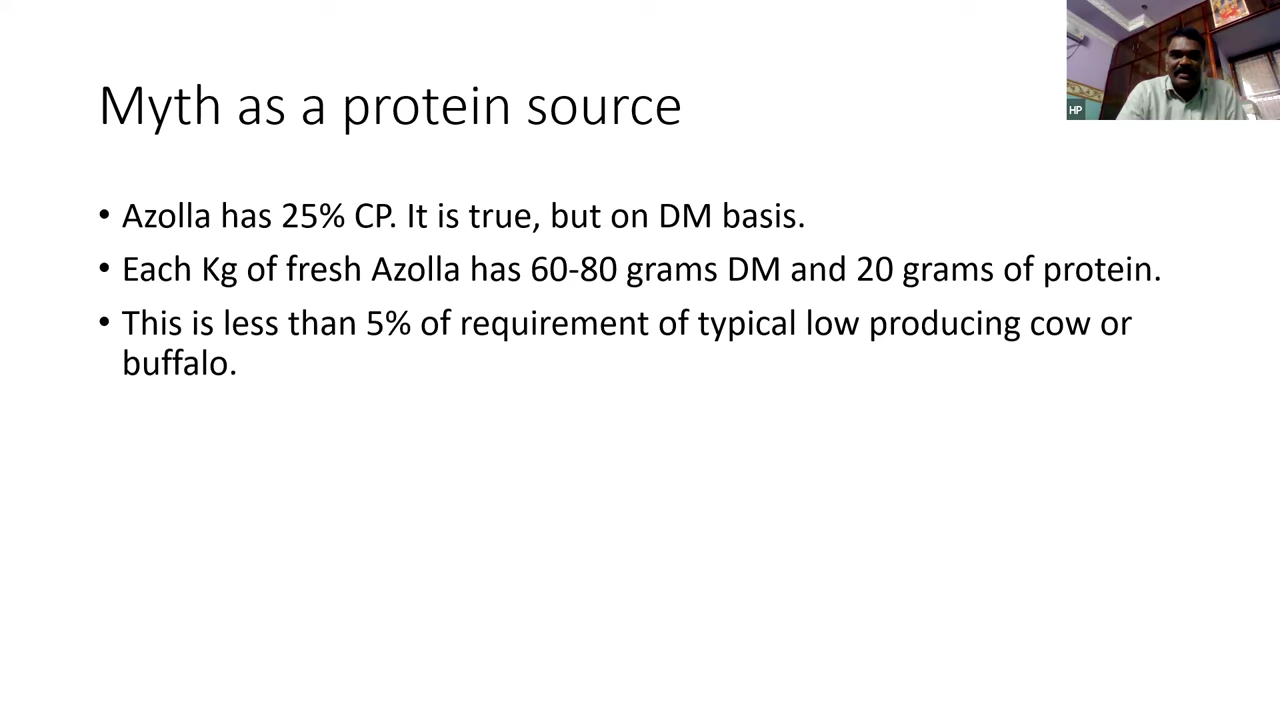 Myth as a protein source
• Azolla has 25% CP. It is true, but on DM basis.
• Each Kg of fresh Azolla has 60-80 grams DM and 20 grams of protein.
• This is less than 5% of requirement of typical low producing cow or
buffalo.
HP